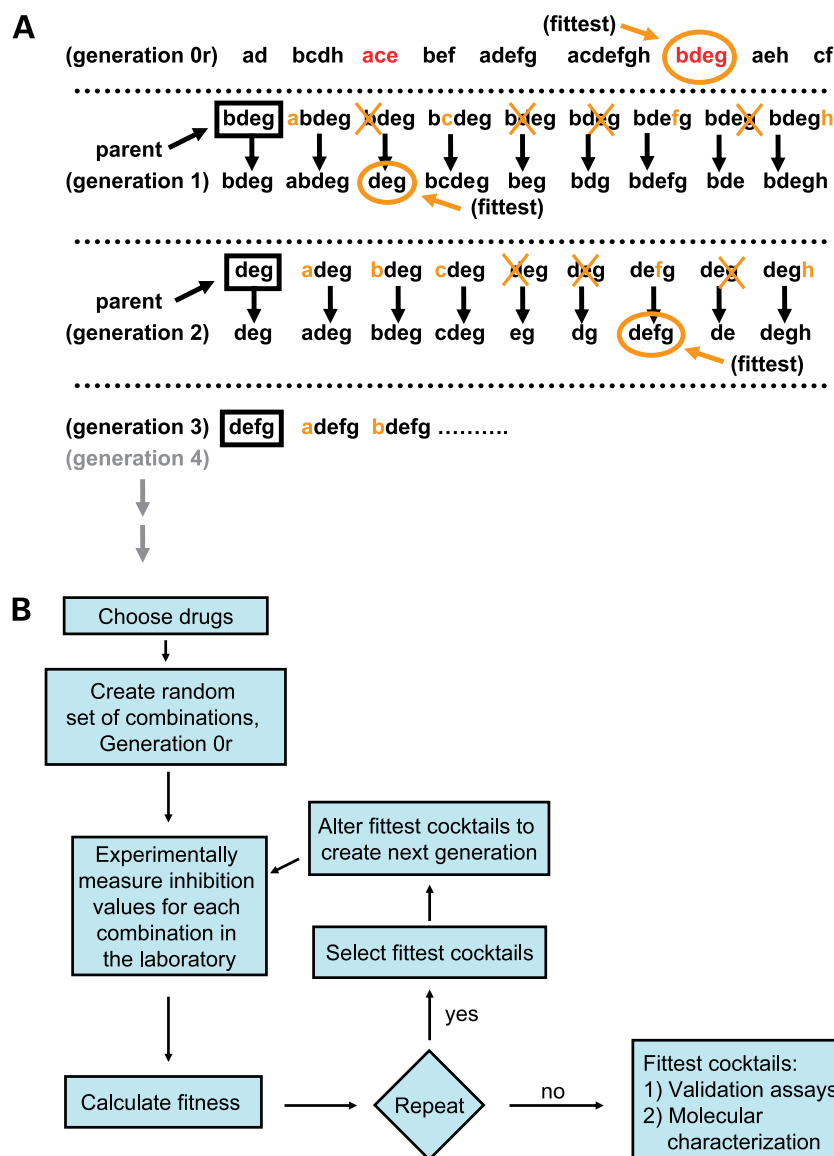 A
(fittest)
(generation 0r) ad bcdh ace bef adefg acdefgh bdeg aeh cf
bdeg abdeg bdeg bcdeg bdeg bdeg bdefg bdeg bdegh
parent
(generation 1) bdeg abdeg deg bcdeg beg bdg bdefg bde bdegh
(fittest)
deg adeg bdeg cdeg deg deg defg deg degh
parent
(generation 2) deg adeg bdeg cdeg eg dg defg de degh
(fittest)
(generation 3) defg adefg bdefg ..........
(generation 4)
B
Choose drugs
Create random
set of combinations,
Generation 0r
Alter fittest cocktails to
create next generation
Experimentally
measure inhibition
values for each
combination in
the laboratory
Select fittest cocktails
yes
Calculate fitness
Repeat
no
Fittest cocktails:
1) Validation assays
2) Molecular
characterization